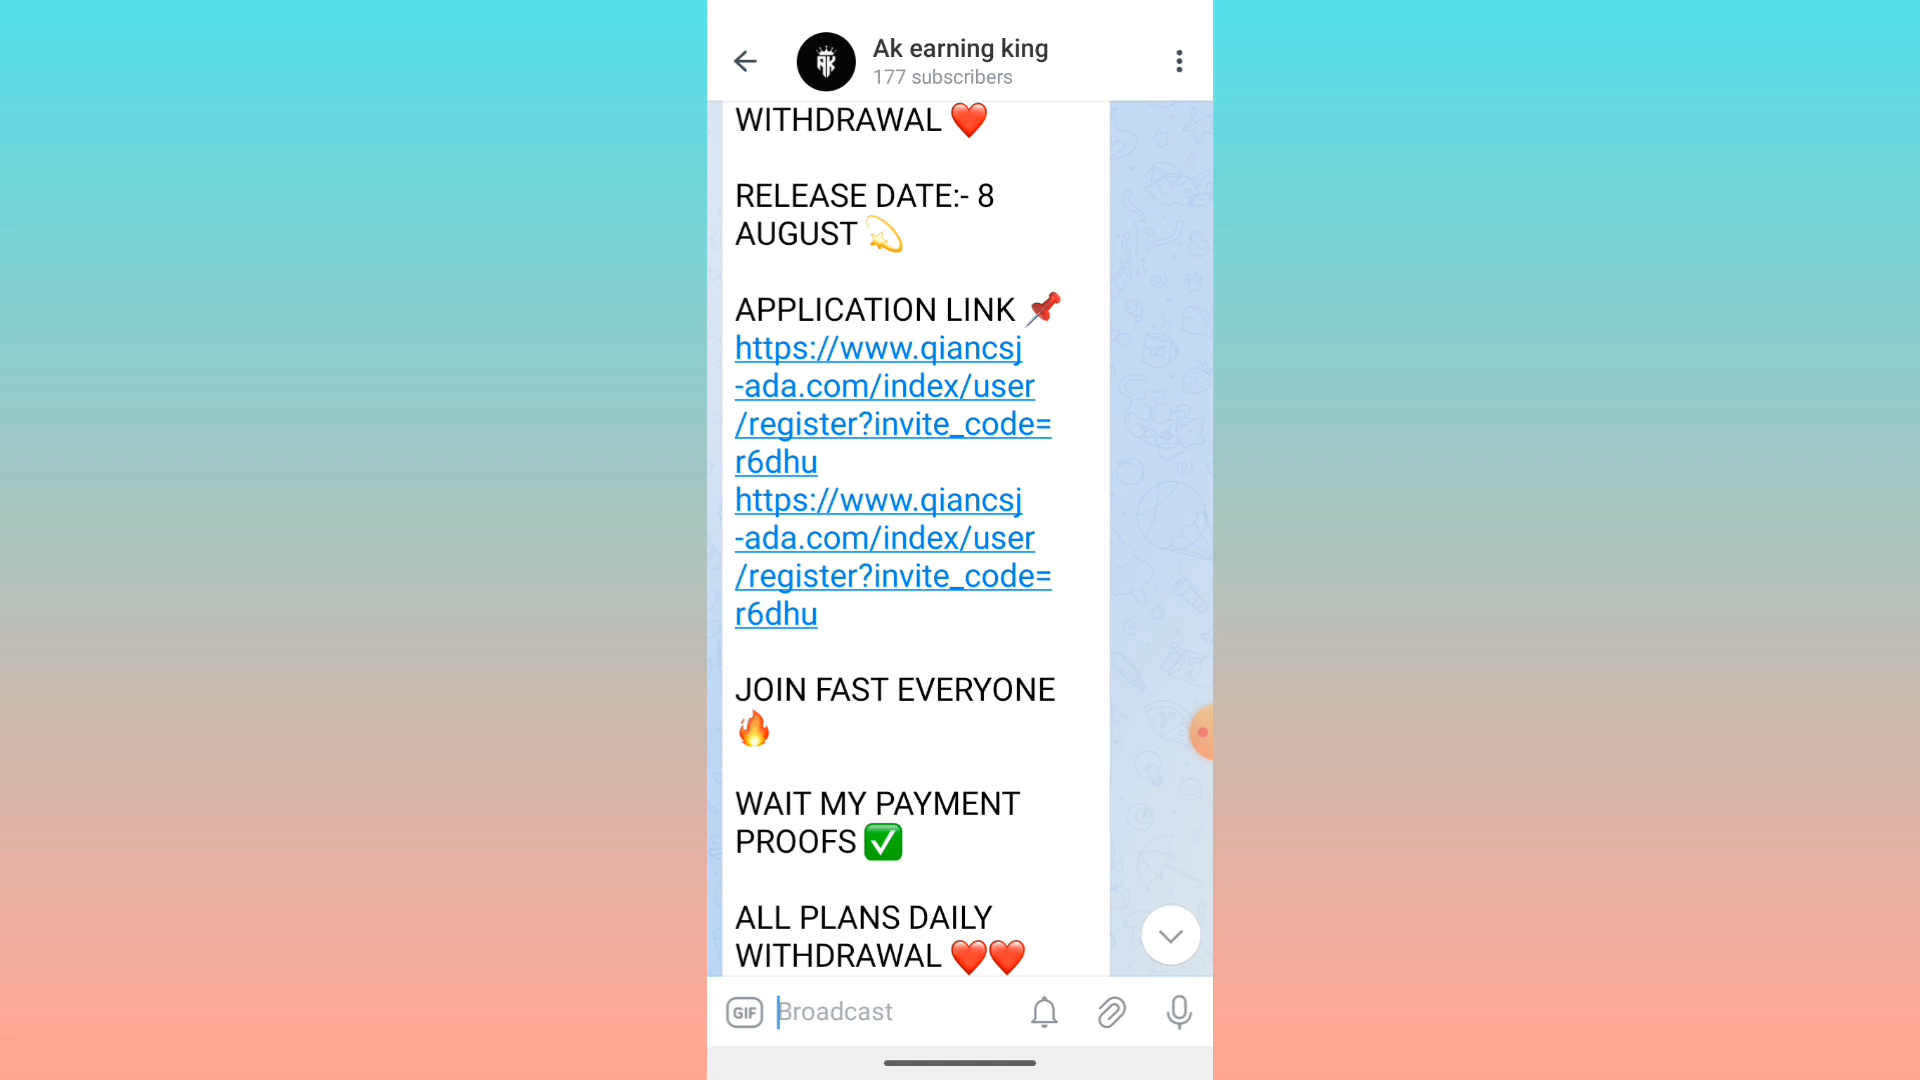 Ak earning king
177 subscribers
WITHDRAWAL ❤️
RELEASE DATE:- 8
AUGUST 💫
APPLICATION LINK 📌
https://www.qiancsj
-ada.com/index/user
/register?invite_code=
r6dhu
https://www.qiancsj
-ada.com/index/user
/register?invite_code=
r6dhu
JOIN FAST EVERYONE
🔥
WAIT MY PAYMENT
PROOFS ✅
ALL PLANS DAILY
WITHDRAWAL ❤️❤️
GIF Broadcast